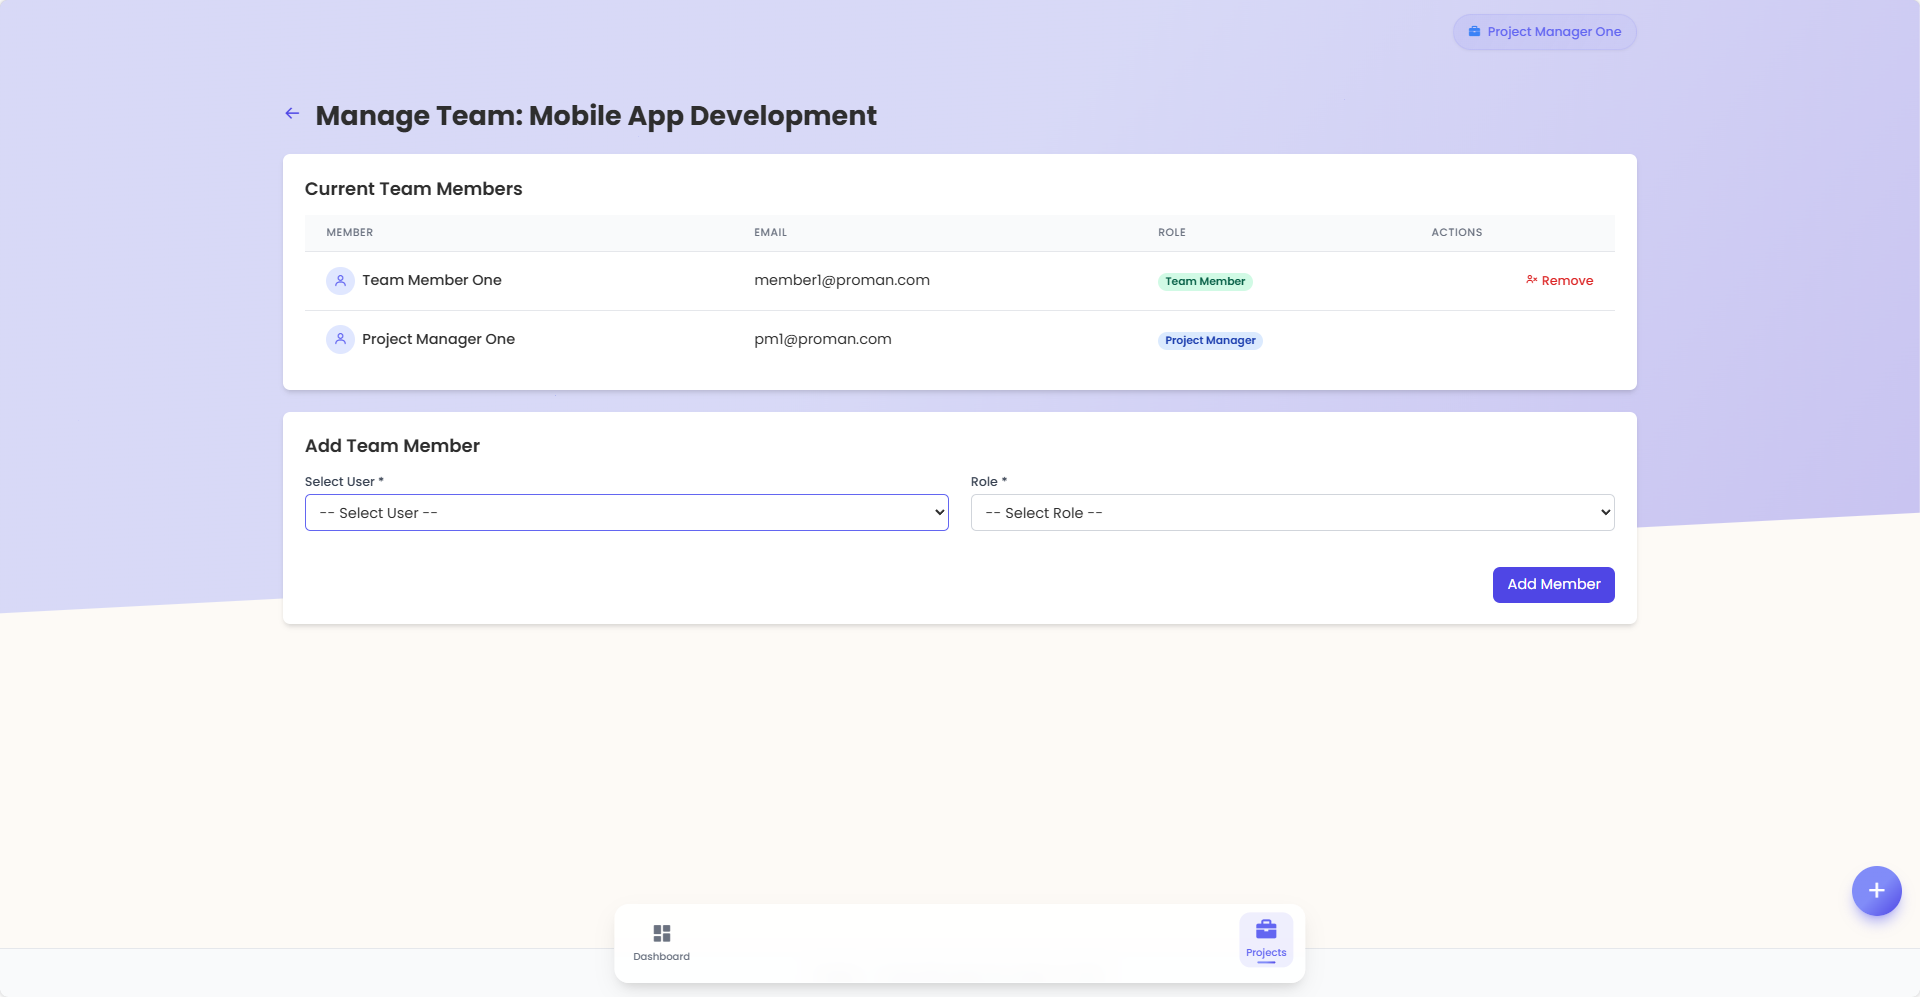 Project Manager One
Manage Team: Mobile App Development
Current Team Members
MEMBER EMAIL ROLE ACTIONS
Team Member One member1@proman.com Team Member Remove
Project Manager One pm1@proman.com Project Manager
Add Team Member
Select User * Role *
-- Select User -- -- Select Role --
Add Member
+
Dashboard Projects